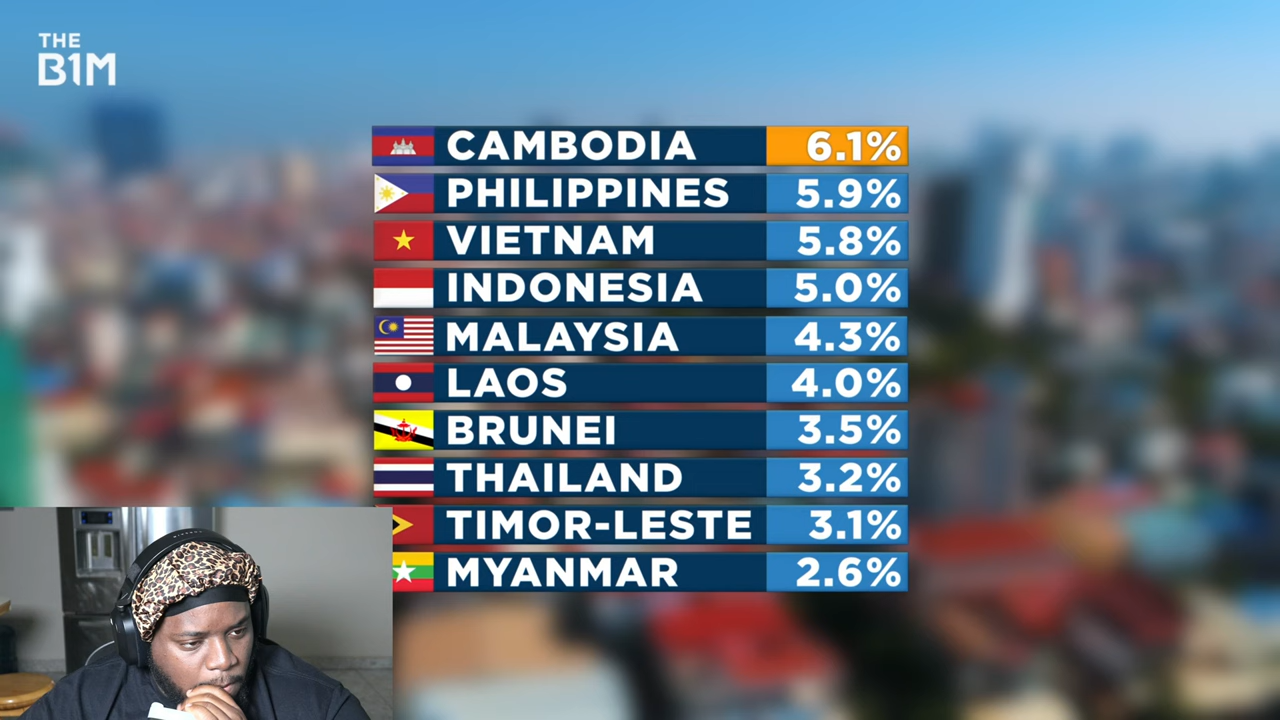 THE
B1M
CAMBODIA 6.1%
PHILIPPINES 5.9%
VIETNAM 5.8%
INDONESIA 5.0%
MALAYSIA 4.3%
LAOS 4.0%
BRUNEI 3.5%
THAILAND 3.2%
TIMOR-LESTE 3.1%
MYANMAR 2.6%